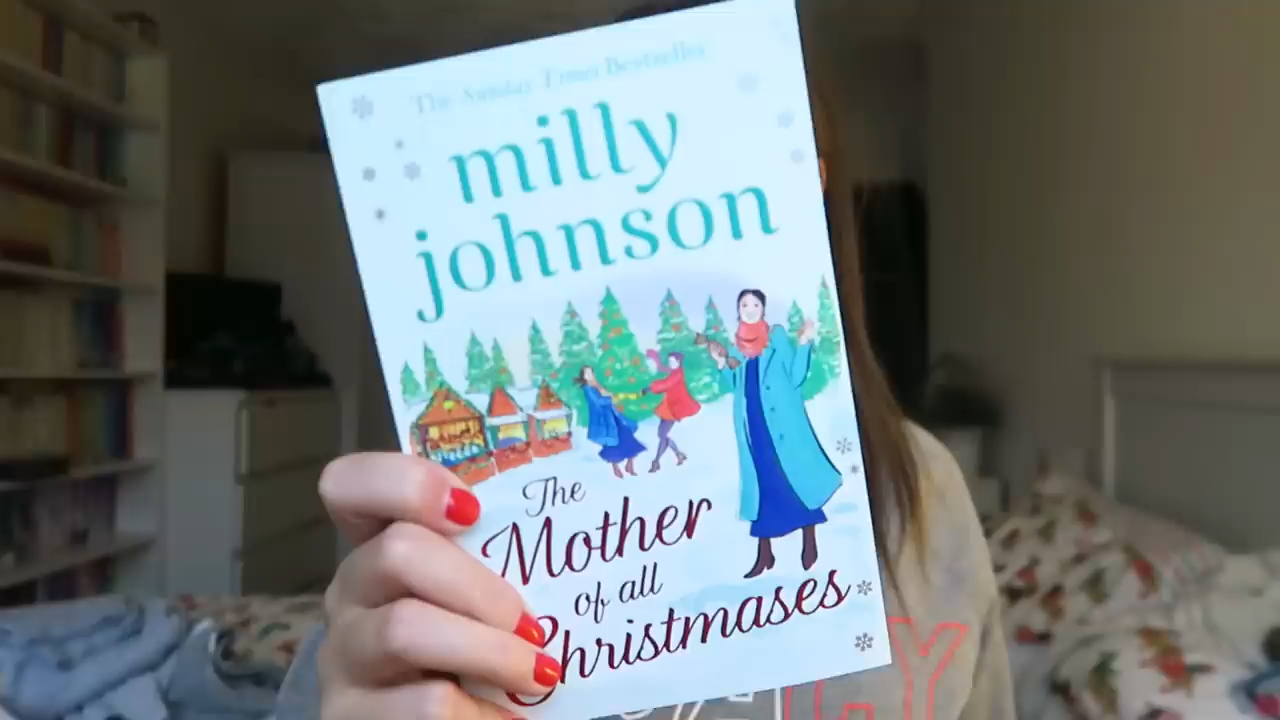 The Sunday Times Bestseller
milly
johnson
The
Mother
of all
Christmases